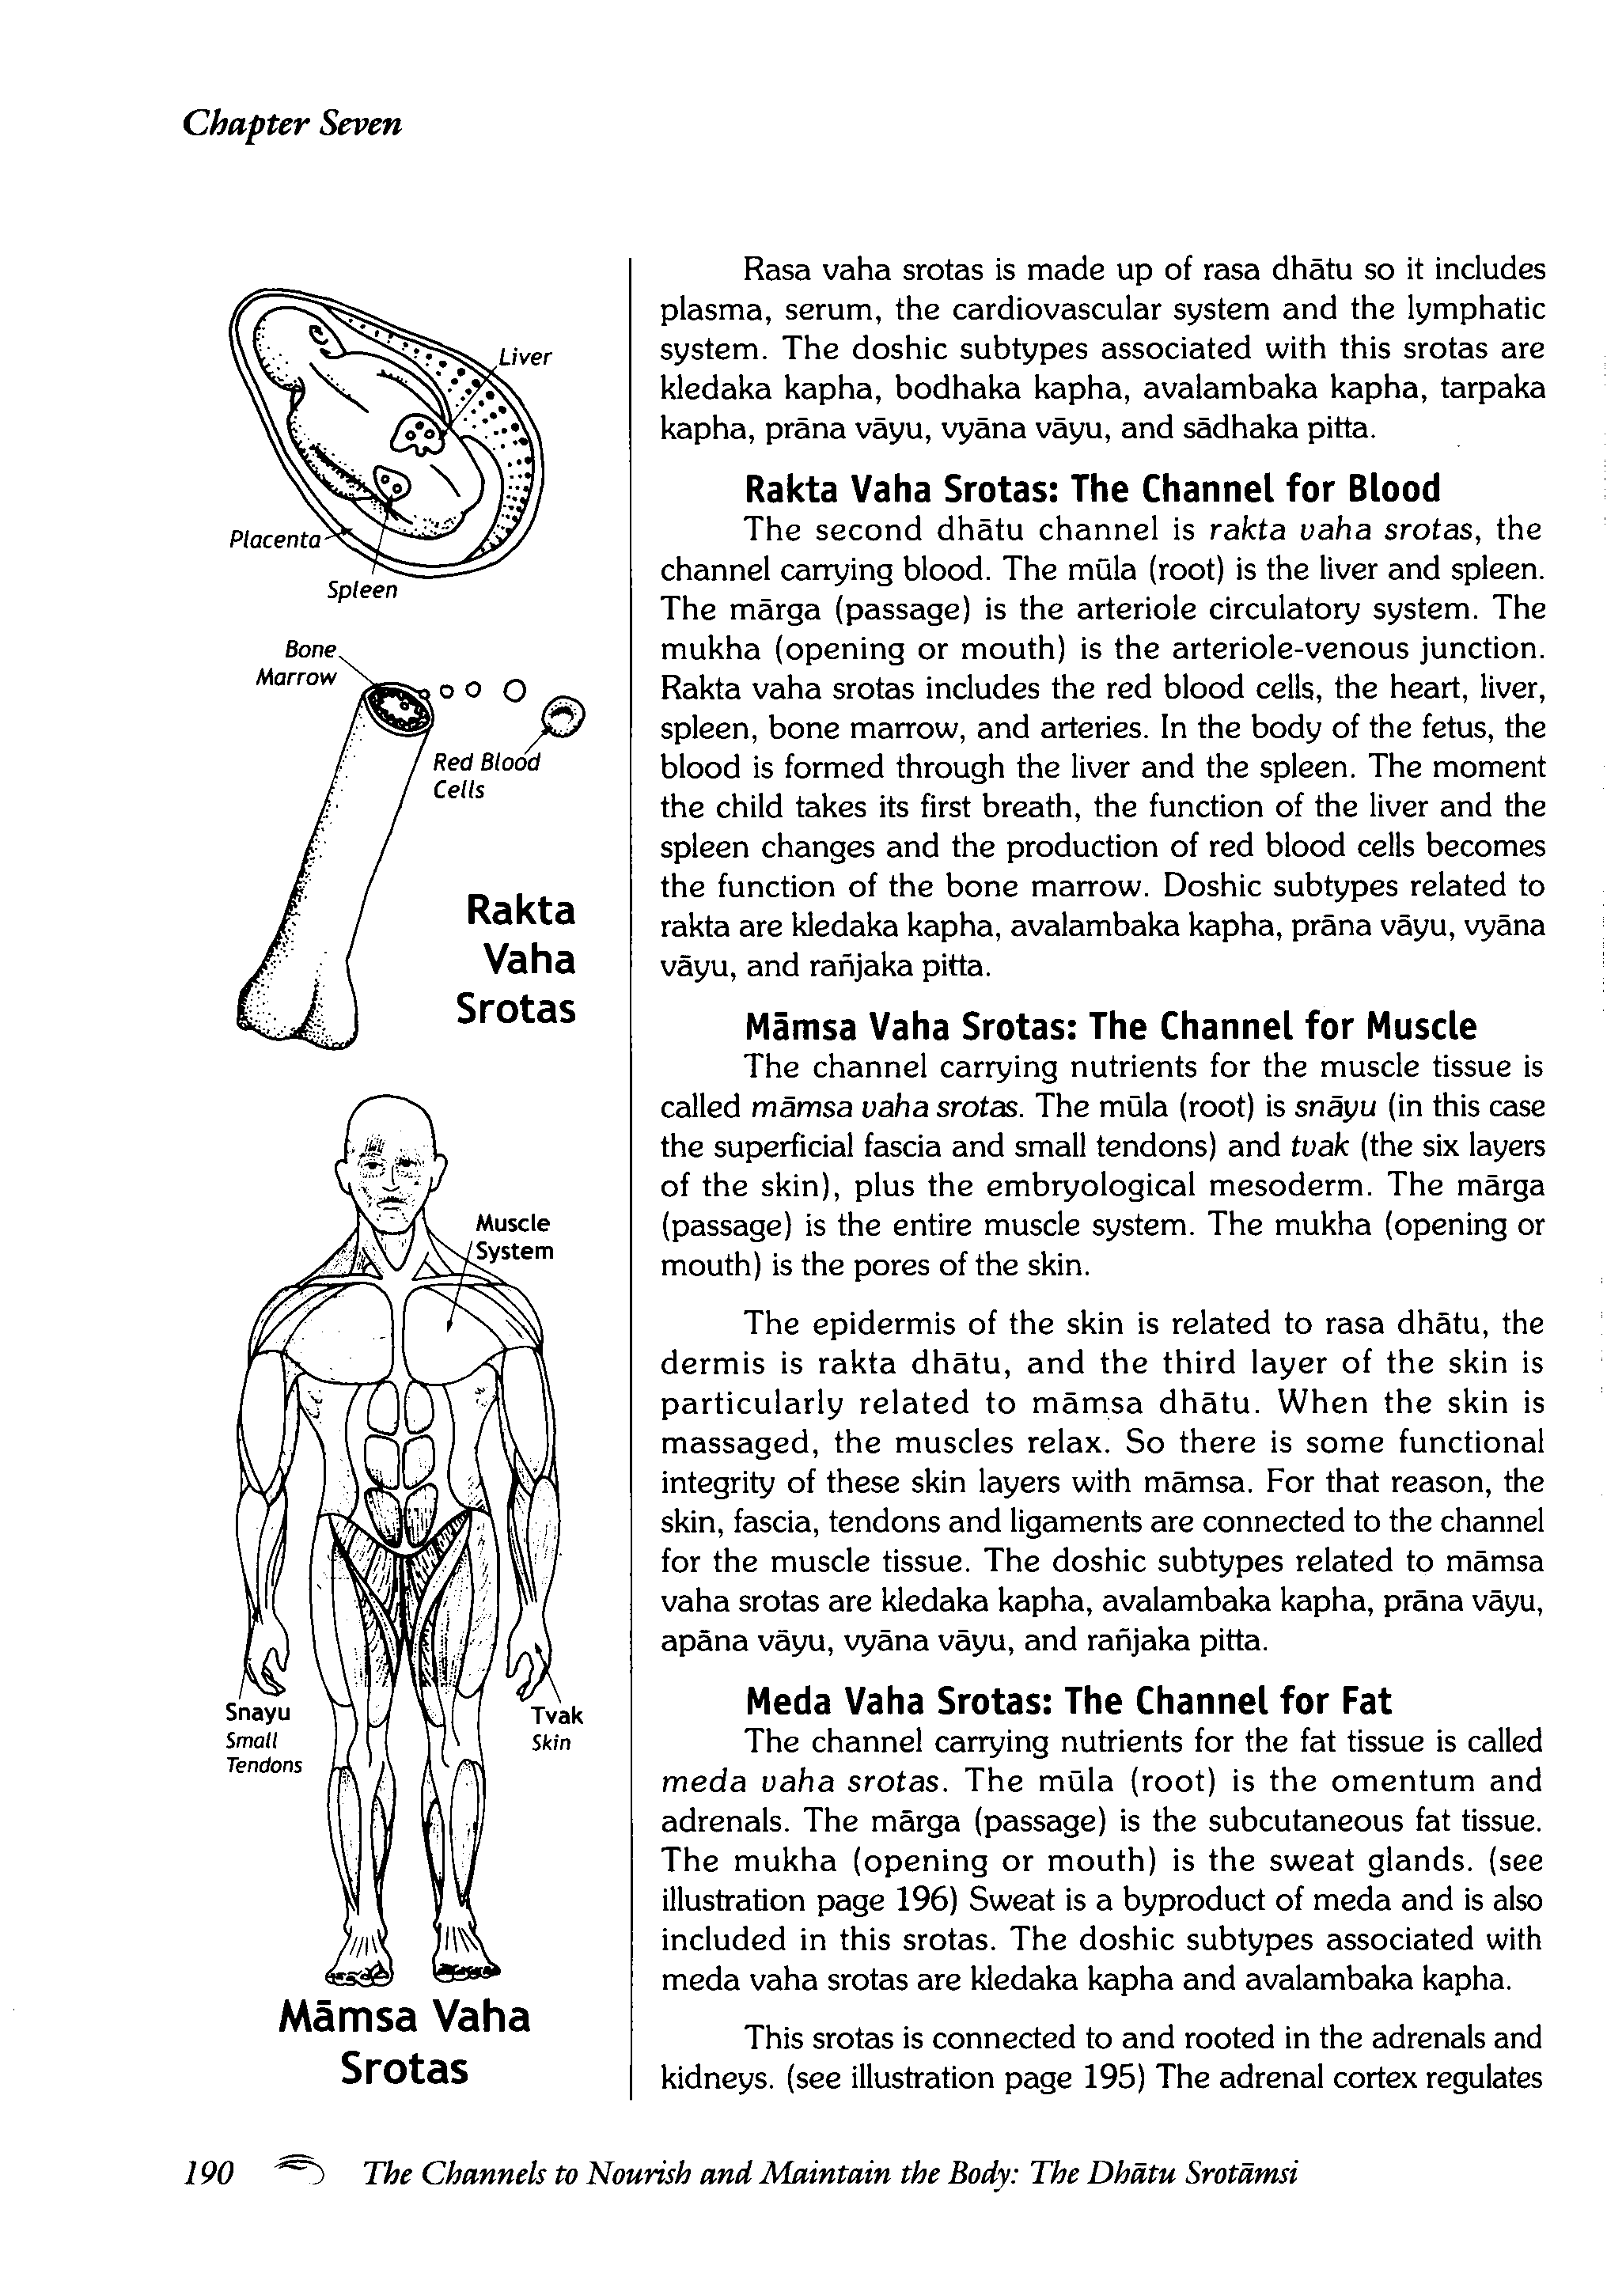 Chapter Seven
Liver
Placenta
Spleen
Bone
Marrow
Red Blood
Cells
Rakta
Vaha
Srotas
Muscle
System
Snayu
Small
Tendons
Tvak
Skin
Māmsa Vaha
Srotas
Rasa vaha srotas is made up of rasa dhātu so it includes
plasma, serum, the cardiovascular system and the lymphatic
system. The doshic subtypes associated with this srotas are
kledaka kapha, bodhaka kapha, avalambaka kapha, tarpaka
kapha, prāna vāyu, vyāna vāyu, and sādhaka pitta.
Rakta Vaha Srotas: The Channel for Blood
The second dhātu channel is rakta vaha srotas, the
channel carrying blood. The mūla (root) is the liver and spleen.
The mārga (passage) is the arteriole circulatory system. The
mukha (opening or mouth) is the arteriole-venous junction.
Rakta vaha srotas includes the red blood cells, the heart, liver,
spleen, bone marrow, and arteries. In the body of the fetus, the
blood is formed through the liver and the spleen. The moment
the child takes its first breath, the function of the liver and the
spleen changes and the production of red blood cells becomes
the function of the bone marrow. Doshic subtypes related to
rakta are kledaka kapha, avalambaka kapha, prāna vāyu, vyāna
vāyu, and rañjaka pitta.
Māmsa Vaha Srotas: The Channel for Muscle
The channel carrying nutrients for the muscle tissue is
called māmsa vaha srotas. The mūla (root) is snāyu (in this case
the superficial fascia and small tendons) and tvak (the six layers
of the skin), plus the embryological mesoderm. The mārga
(passage) is the entire muscle system. The mukha (opening or
mouth) is the pores of the skin.
The epidermis of the skin is related to rasa dhātu, the
dermis is rakta dhātu, and the third layer of the skin is
particularly related to māmsa dhātu. When the skin is
massaged, the muscles relax. So there is some functional
integrity of these skin layers with māmsa. For that reason, the
skin, fascia, tendons and ligaments are connected to the channel
for the muscle tissue. The doshic subtypes related to māmsa
vaha srotas are kledaka kapha, avalambaka kapha, prāna vāyu,
apāna vāyu, vyāna vāyu, and rañjaka pitta.
Meda Vaha Srotas: The Channel for Fat
The channel carrying nutrients for the fat tissue is called
meda vaha srotas. The mūla (root) is the omentum and
adrenals. The mārga (passage) is the subcutaneous fat tissue.
The mukha (opening or mouth) is the sweat glands. (see
illustration page 196) Sweat is a byproduct of meda and is also
included in this srotas. The doshic subtypes associated with
meda vaha srotas are kledaka kapha and avalambaka kapha.
This srotas is connected to and rooted in the adrenals and
kidneys. (see illustration page 195) The adrenal cortex regulates
190 The Channels to Nourish and Maintain the Body: The Dhātu Srotāmsi